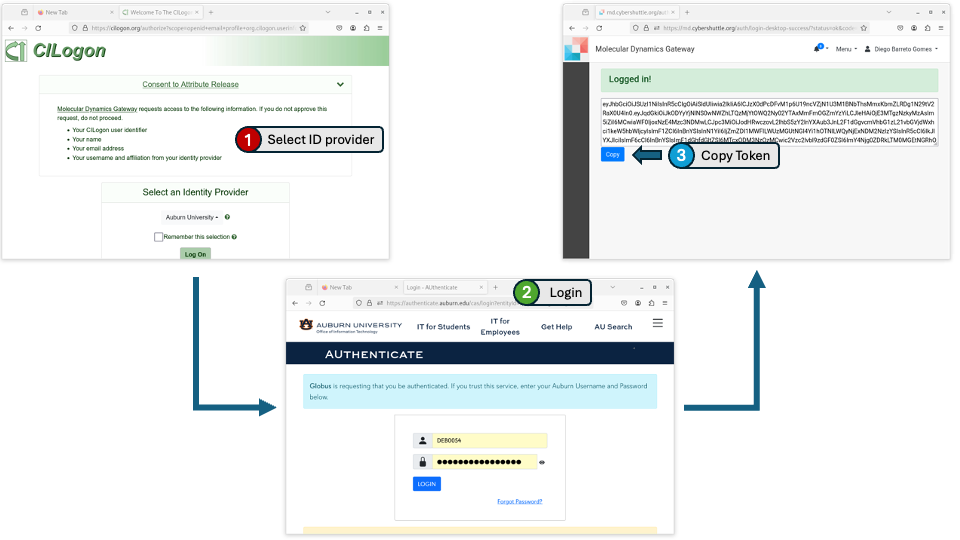 New Tab
Welcome To The CILogon
https://cilogon.org/authorize?scope=openid+email+profile+org.cilogon.userinfo
CILogon
Consent to Attribute Release
Molecular Dynamics Gateway requests access to the following information. If you do not approve this
request, do not proceed.
• Your CILogon user identifier
• Your name
• Your email address
• Your username and affiliation from your identity provider
1 Select ID provider
Select an Identity Provider
Auburn University
Remember this selection
Log On
md.cybershuttle.org/auth
https://md.cybershuttle.org/auth/login-desktop-success/?status=ok&code=
Molecular Dynamics Gateway
Menu
Diego Barreto Gomes
Logged in!
Copy
3 Copy Token
New Tab
Login - AUthenticate
2 Login
https://authenticate.auburn.edu/cas/login?entityId
AUBURN UNIVERSITY
Office of Information Technology
IT for Students
IT for
Employees
Get Help
AU Search
AUTHENTICATE
Globus is requesting that you be authenticated. If you trust this service, enter your Auburn Username and Password
below.
DEB0054
LOGIN
Forgot Password?